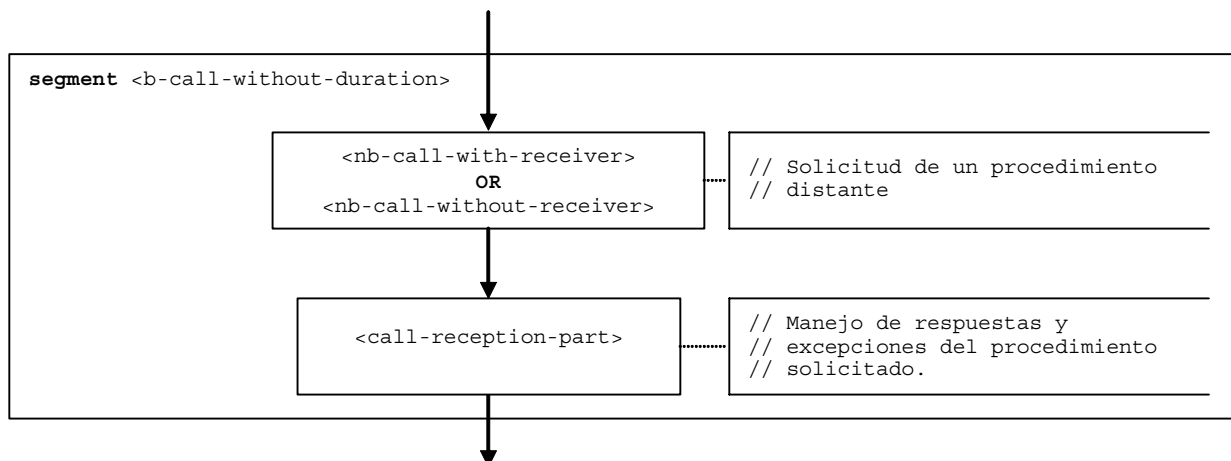 segment <b-call-without-duration>
<nb-call-with-receiver>
OR
<nb-call-without-receiver>
// Solicitud de un procedimiento
// distante
<call-reception-part>
// Manejo de respuestas y
// excepciones del procedimiento
// solicitado.